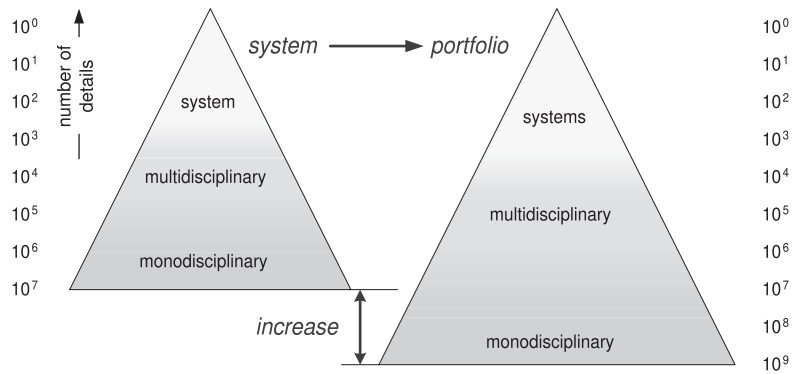 10⁰
10¹
10²
10³
10⁴
10⁵
10⁶
10⁷
number of
details
system
multidisciplinary
monodisciplinary
system
portfolio
increase
systems
multidisciplinary
monodisciplinary
10⁰
10¹
10²
10³
10⁴
10⁵
10⁶
10⁷
10⁸
10⁹